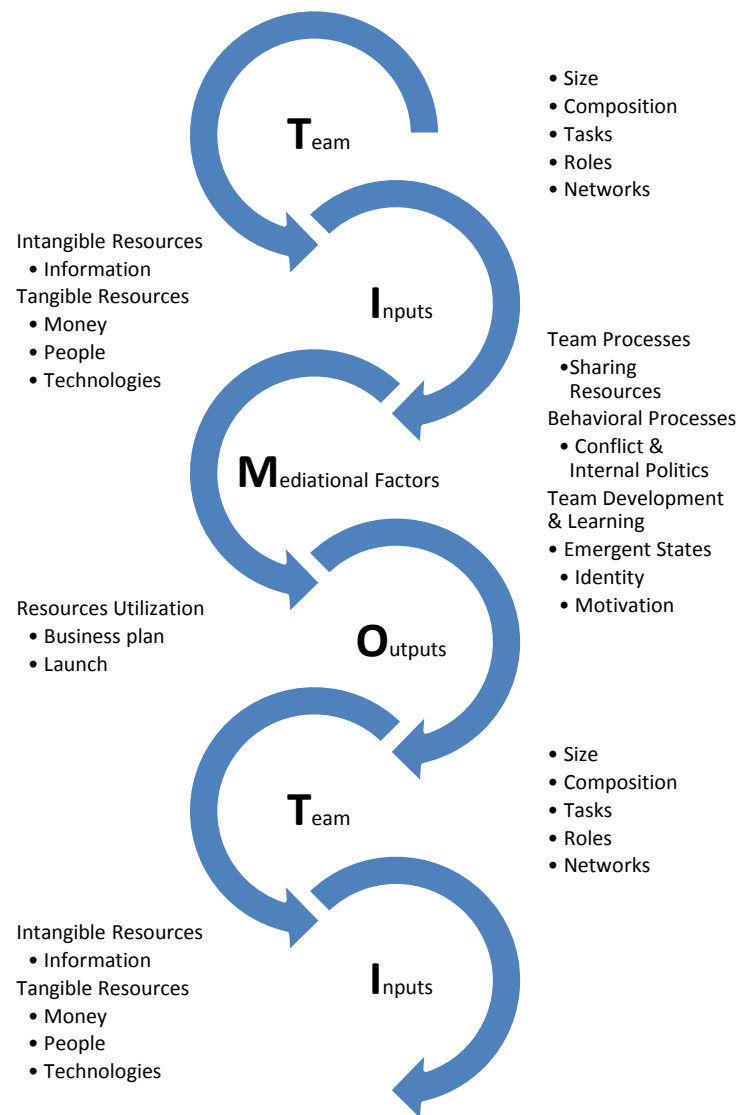 Team
• Size
• Composition
• Tasks
• Roles
• Networks
Intangible Resources
• Information
Tangible Resources
• Money
• People
• Technologies
Inputs
Team Processes
•Sharing
Resources
Behavioral Processes
• Conflict &
Internal Politics
Team Development
& Learning
• Emergent States
• Identity
• Motivation
Mediational Factors
Resources Utilization
• Business plan
• Launch
Outputs
Team
• Size
• Composition
• Tasks
• Roles
• Networks
Intangible Resources
• Information
Tangible Resources
• Money
• People
• Technologies
Inputs